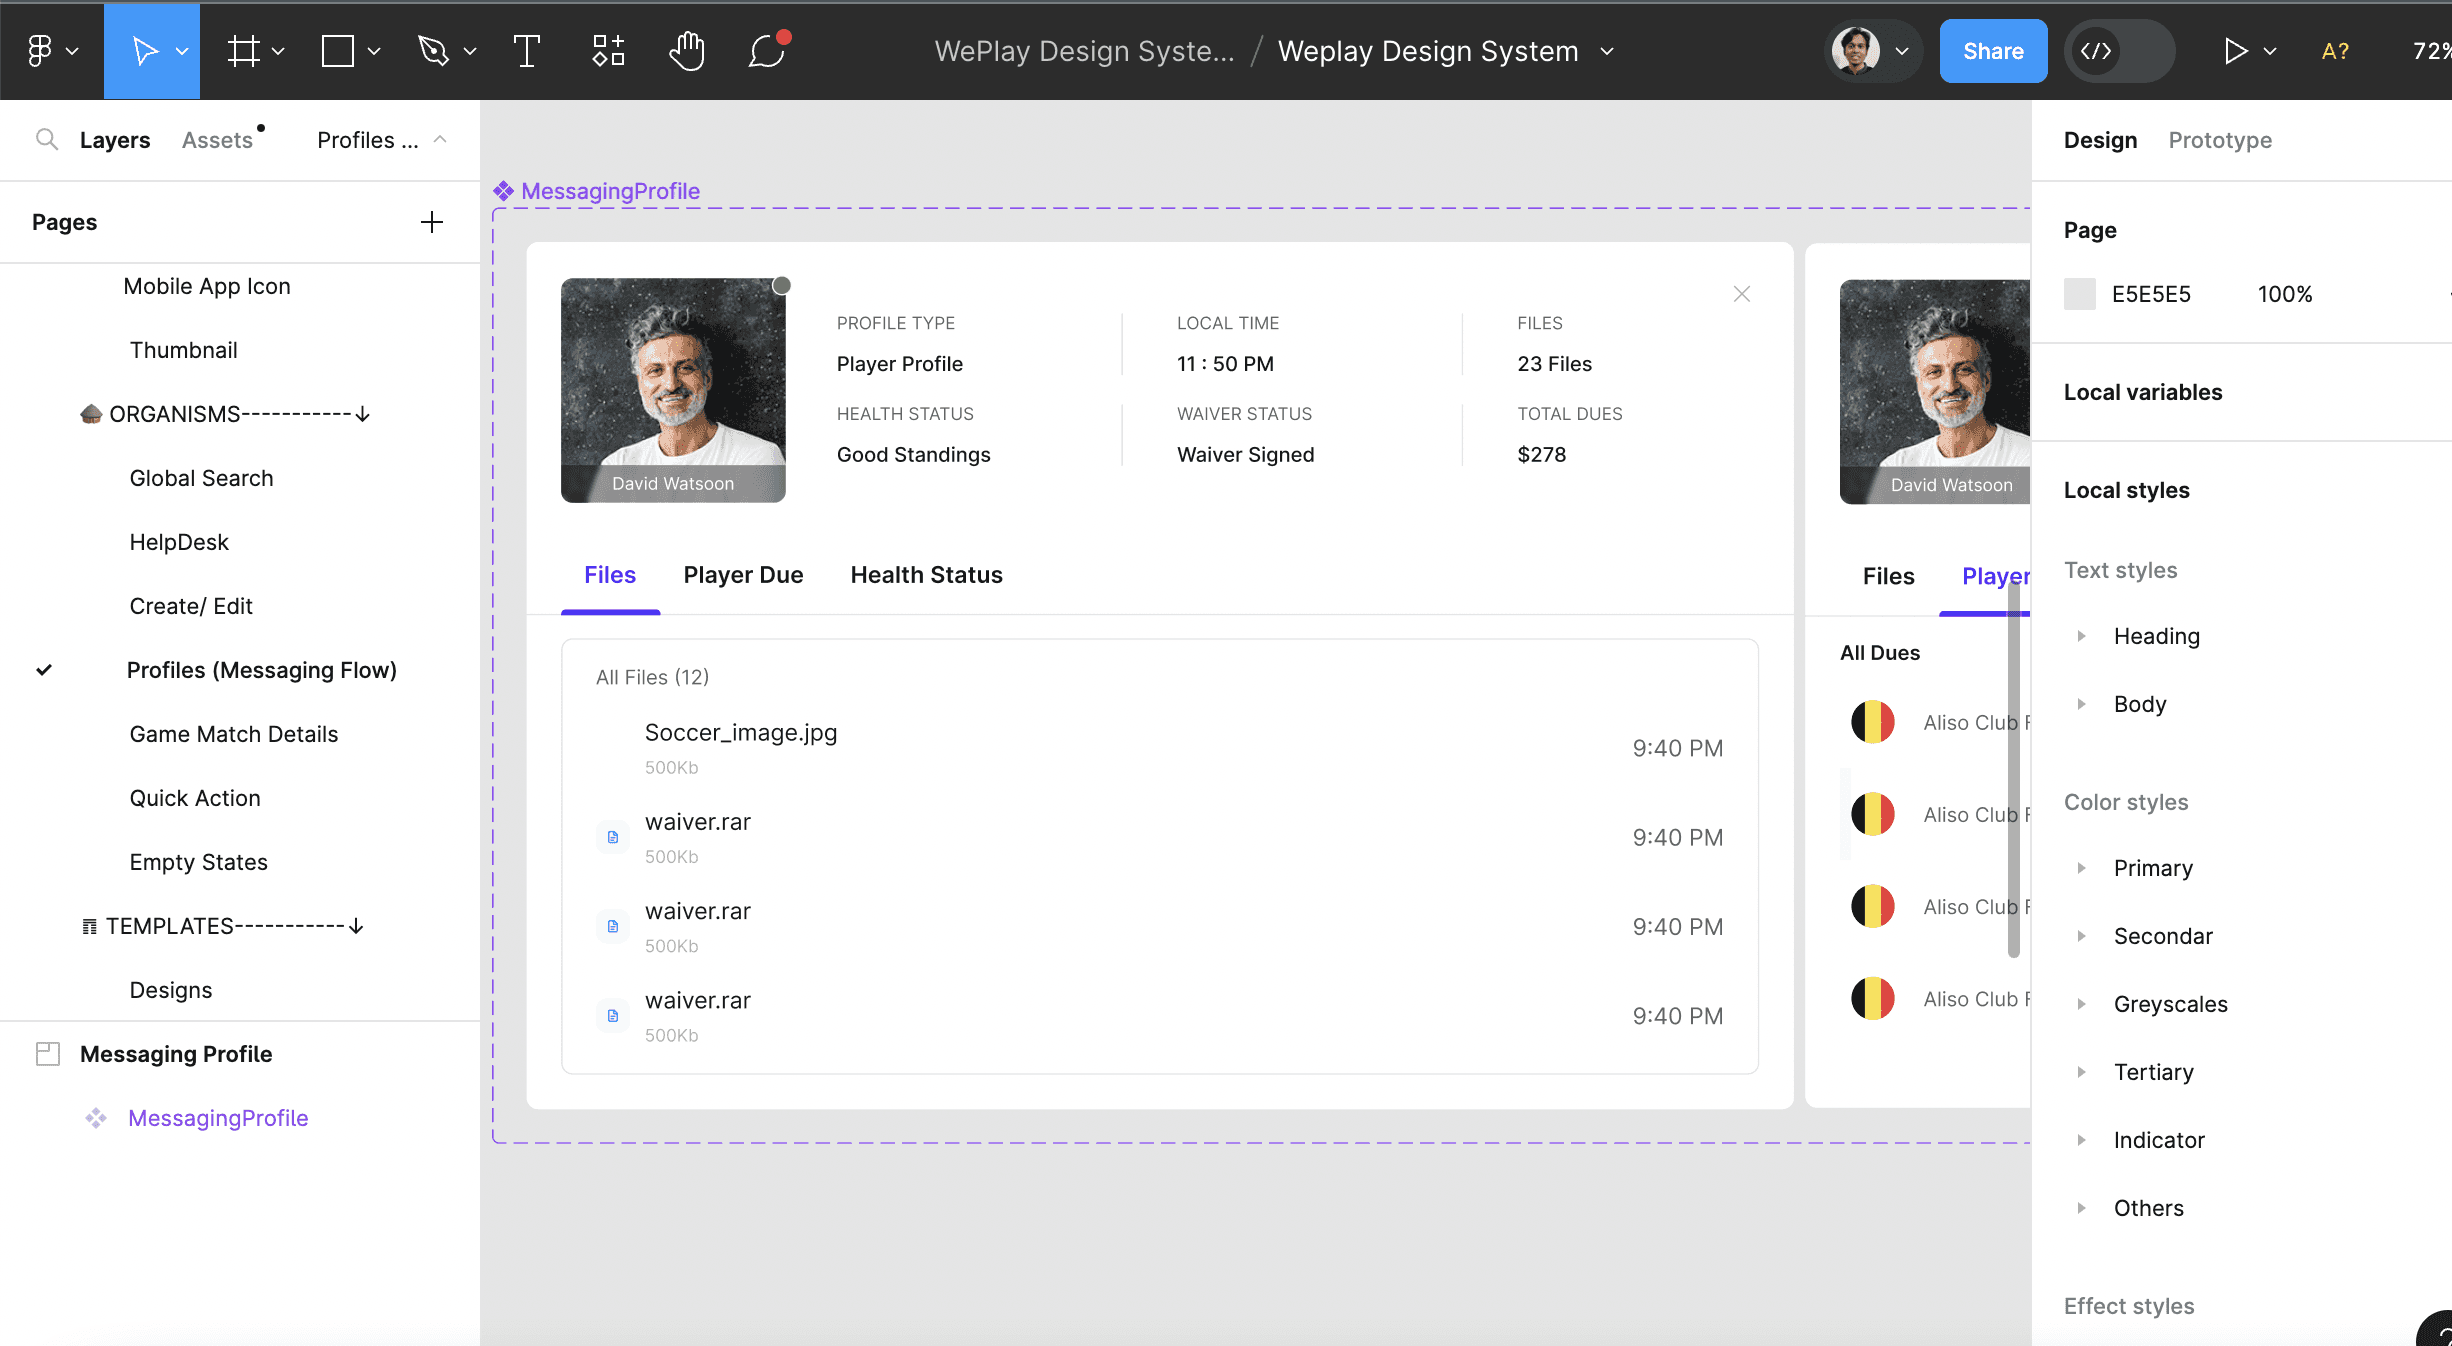 WePlay Design Syste... / Weplay Design System
Share
A?
72%
Layers
Assets
Profiles ...
Pages
Mobile App Icon
Thumbnail
ORGANISMS-----------↓
Global Search
HelpDesk
Create/ Edit
Profiles (Messaging Flow)
Game Match Details
Quick Action
Empty States
TEMPLATES-----------↓
Designs
Messaging Profile
MessagingProfile
MessagingProfile
David Watsoon
PROFILE TYPE
Player Profile
LOCAL TIME
11 : 50 PM
FILES
23 Files
HEALTH STATUS
Good Standings
WAIVER STATUS
Waiver Signed
TOTAL DUES
$278
Files
Player Due
Health Status
All Files (12)
Soccer_image.jpg
500Kb
9:40 PM
waiver.rar
500Kb
9:40 PM
waiver.rar
500Kb
9:40 PM
waiver.rar
500Kb
9:40 PM
David Watsoon
Files
Player
All Dues
Aliso Club F
Aliso Club F
Aliso Club F
Aliso Club F
Design
Prototype
Page
E5E5E5
100%
Local variables
Local styles
Text styles
Heading
Body
Color styles
Primary
Secondar
Greyscales
Tertiary
Indicator
Others
Effect styles
?